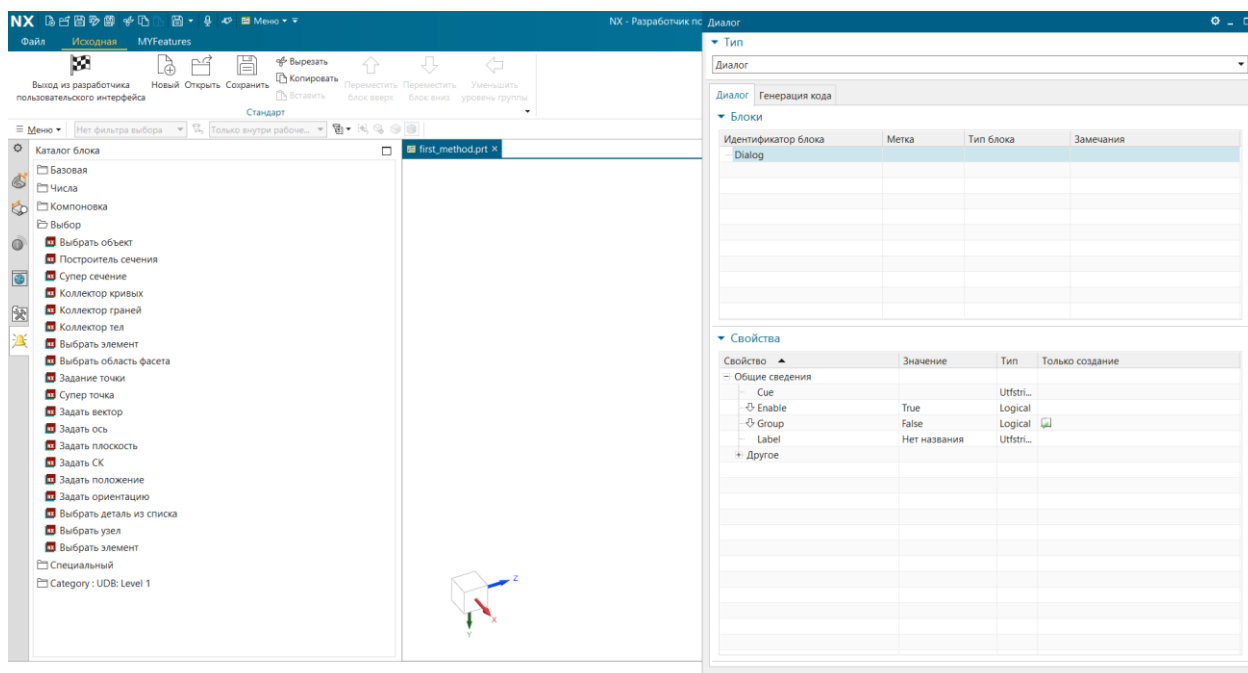 NX Меню NX - Разработчик по
Файл Исходная MYFeatures
Выход из разработчика пользовательского интерфейса
Новый Открыть Сохранить
Вырезать
Копировать
Вставить
Переместить блок вверх
Переместить блок вниз
Уменьшить уровень группы
Стандарт
Меню Нет фильтра выбора Только внутри рабоче...
Каталог блока
Базовая
Числа
Компоновка
Выбор
Выбрать объект
Построитель сечения
Супер сечение
Коллектор кривых
Коллектор граней
Коллектор тел
Выбрать элемент
Выбрать область фасета
Задание точки
Супер точка
Задать вектор
Задать ось
Задать плоскость
Задать СК
Задать положение
Задать ориентацию
Выбрать деталь из списка
Выбрать узел
Выбрать элемент
Специальный
Category : UDB: Level 1
first_method.prt
Z
X
Y
Диалог
Тип
Диалог
Диалог Генерация кода
Блоки
Идентификатор блока Метка Тип блока Замечания
Dialog
Свойства
Свойство Значение Тип Только создание
Общие сведения
Cue Utfstri...
Enable True Logical
Group False Logical
Label Нет названия Utfstri...
Другое